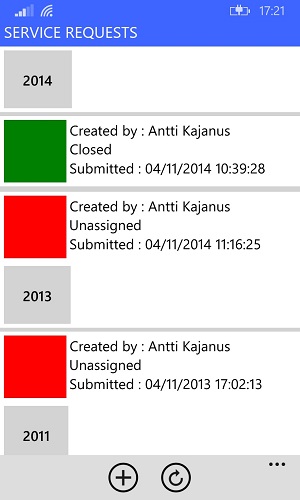 17:21
SERVICE REQUESTS
2014
Created by : Antti Kajanus
Closed
Submitted : 04/11/2014 10:39:28
Created by : Antti Kajanus
Unassigned
Submitted : 04/11/2014 11:16:25
2013
Created by : Antti Kajanus
Unassigned
Submitted : 04/11/2013 17:02:13
2011